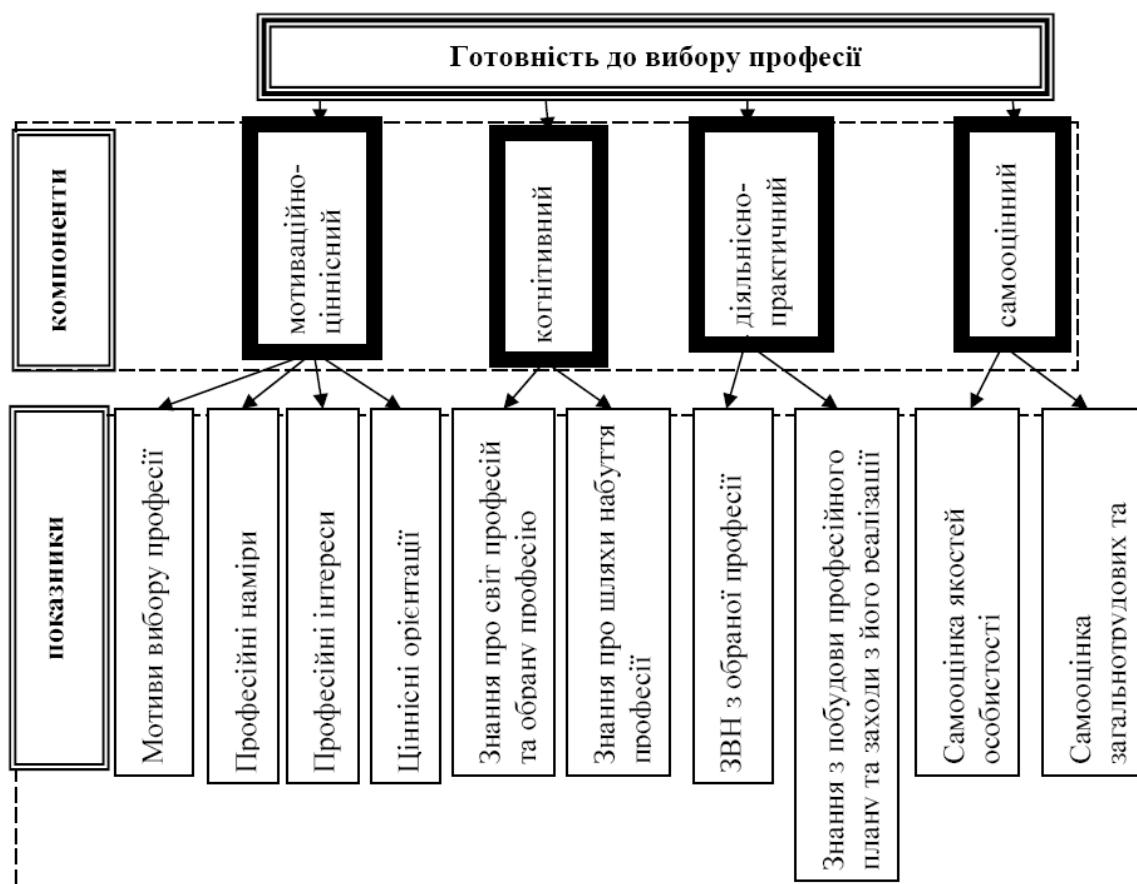 Готовність до вибору професії
компоненти
мотиваційно-
ціннісний
когнітивний
діяльнісно-
практичний
самооцінний
показники
Мотиви вибору професії
Професійні наміри
Професійні інтереси
Ціннісні орієнтації
Знання про світ професій
та обрану професію
Знання про шляхи набуття
професії
ЗВН з обраної професії
Знання з побудови професійного
плану та заходи з його реалізації
Самооцінка якостей
особистості
Самооцінка
загальнотрудових та